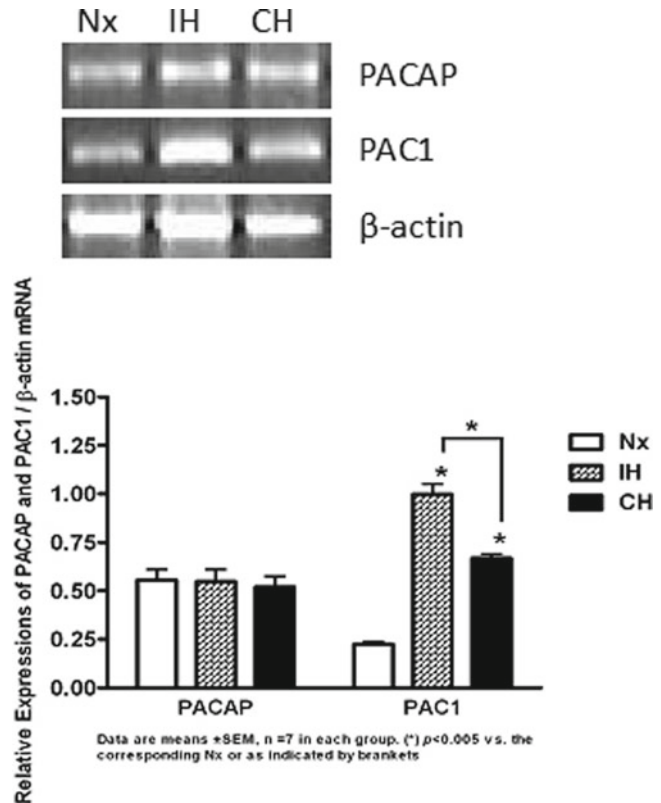 Nx IH CH
PACAP
PAC1
β-actin
Relative Expressions of PACAP and PAC1 / β-actin mRNA
1.50
1.25
1.00
0.75
0.50
0.25
0.00
*
*
*
Nx
IH
CH
PACAP PAC1
Data are means ±SEM, n =7 in each group. (*) p<0.005 vs. the
corresponding Nx or as indicated by brankets